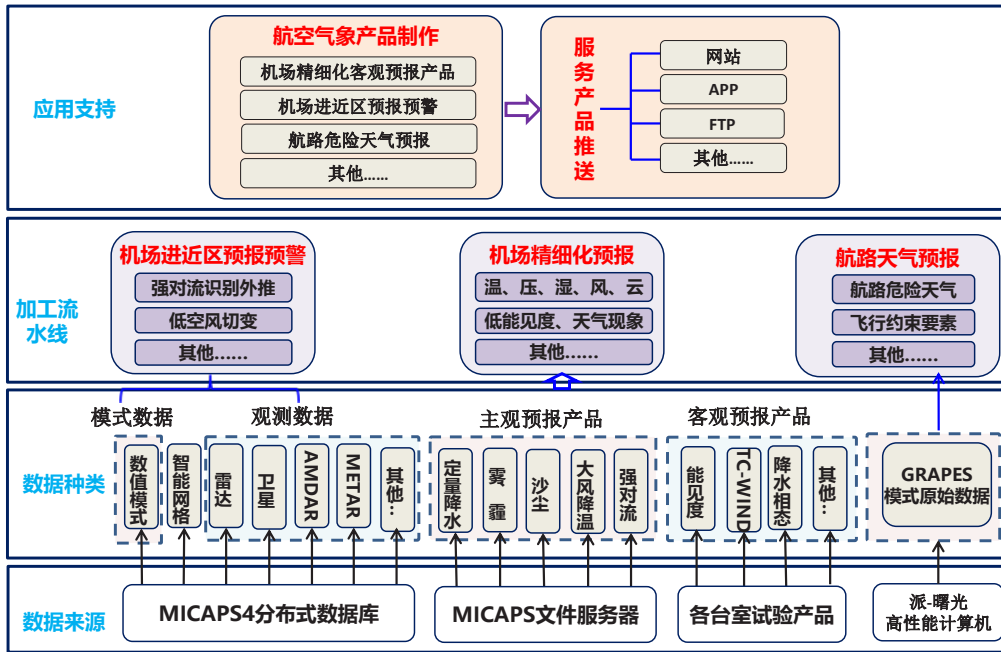 应用支持
航空气象产品制作
机场精细化客观预报产品
机场进近区预报预警
航路危险天气预报
其他......
服务产品推送
网站
APP
FTP
其他......
加工流
水线
机场进近区预报预警
强对流识别外推
低空风切变
其他......
机场精细化预报
温、压、湿、风、云
低能见度、天气现象
其他......
航路天气预报
航路危险天气
飞行约束要素
其他......
数据种类
模式数据
观测数据
主观预报产品
客观预报产品
数值模式
智能网格
雷达
卫星
AMDAR
METAR
其他...
定量降水
雾 霾
沙尘
大风降温
强对流
能见度
TC-WIND
降水相态
其他...
GRAPES
模式原始数据
数据来源
MICAPS4分布式数据库
MICAPS文件服务器
各台室试验产品
派-曙光
高性能计算机